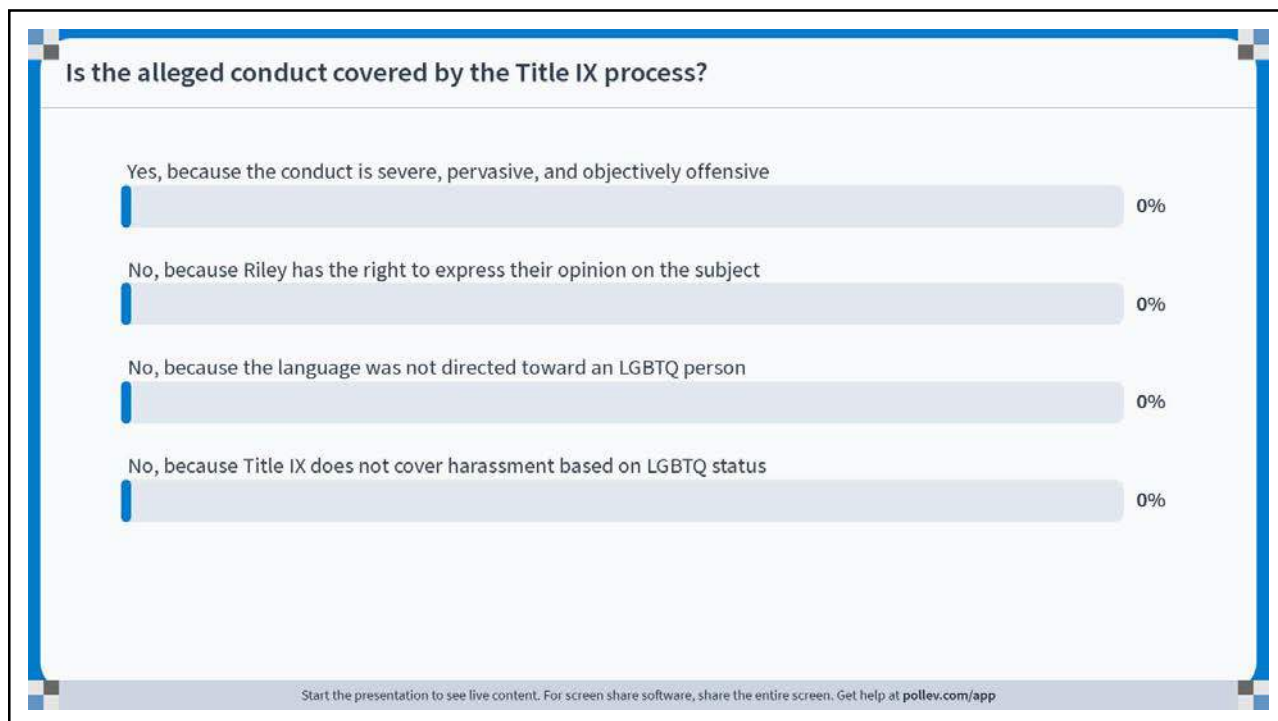 Is the alleged conduct covered by the Title IX process?
Yes, because the conduct is severe, pervasive, and objectively offensive
0%
No, because Riley has the right to express their opinion on the subject
0%
No, because the language was not directed toward an LGBTQ person
0%
No, because Title IX does not cover harassment based on LGBTQ status
0%
Start the presentation to see live content. For screen share software, share the entire screen. Get help at pollev.com/app